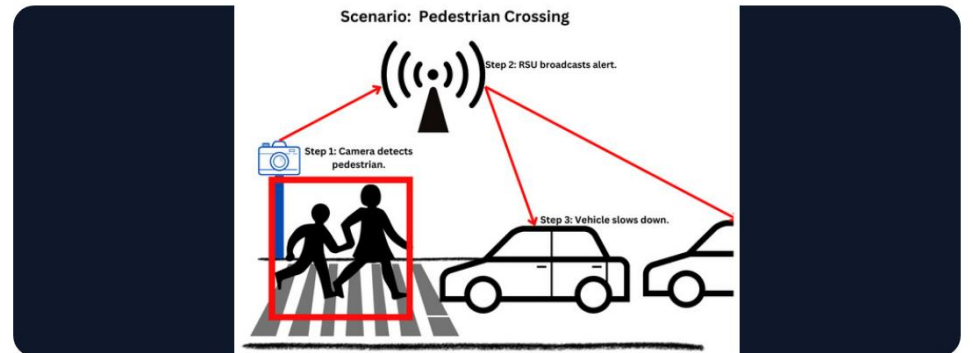 Scenario: Pedestrian Crossing
Step 2: RSU broadcasts alert.
Step 1: Camera detects
pedestrian.
Step 3: Vehicle slows down.